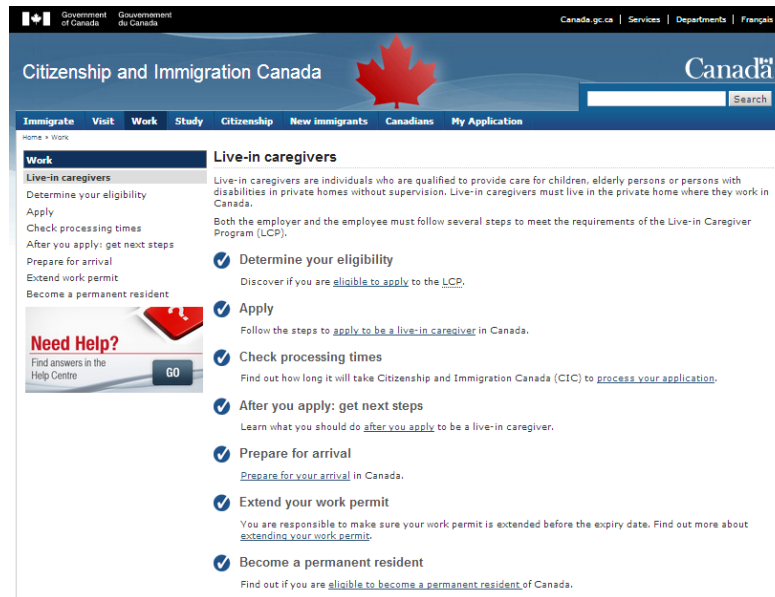 Government of Canada
Gouvernement du Canada
Canada.gc.ca | Services | Departments | Français
Citizenship and Immigration Canada
Canada
Search
Immigrate Visit Work Study Citizenship New immigrants Canadians My Application
Home > Work
Work
Live-in caregivers
Determine your eligibility
Apply
Check processing times
After you apply: get next steps
Prepare for arrival
Extend work permit
Become a permanent resident
Need Help?
Find answers in the
Help Centre
GO
Live-in caregivers
Live-in caregivers are individuals who are qualified to provide care for children, elderly persons or persons with
disabilities in private homes without supervision. Live-in caregivers must live in the private home where they work in
Canada.
Both the employer and the employee must follow several steps to meet the requirements of the Live-in Caregiver
Program (LCP).
Determine your eligibility
Discover if you are eligible to apply to the LCP.
Apply
Follow the steps to apply to be a live-in caregiver in Canada.
Check processing times
Find out how long it will take Citizenship and Immigration Canada (CIC) to process your application.
After you apply: get next steps
Learn what you should do after you apply to be a live-in caregiver.
Prepare for arrival
Prepare for your arrival in Canada.
Extend your work permit
You are responsible to make sure your work permit is extended before the expiry date. Find out more about
extending your work permit.
Become a permanent resident
Find out if you are eligible to become a permanent resident of Canada.